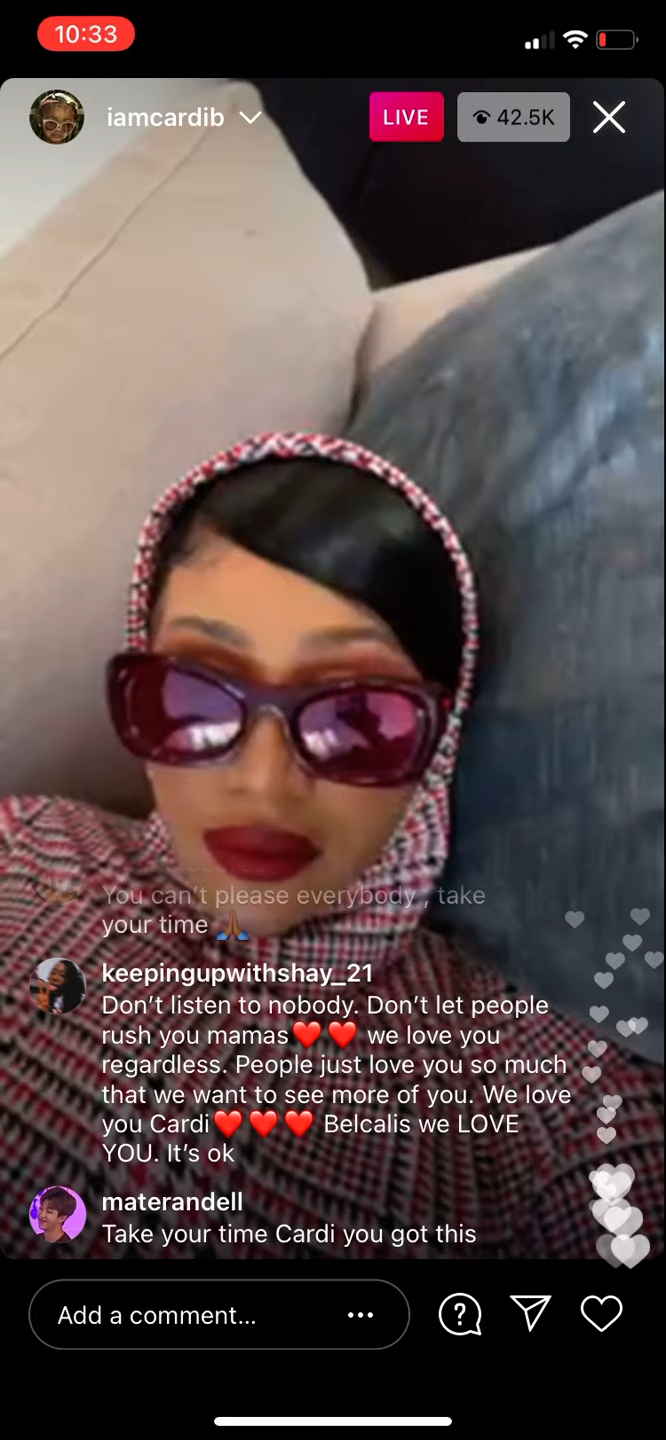 10:33
iamcardib
LIVE
42.5K
You can't please everybody , take
your time 🙏🏾
keepingupwithshay_21
Don't listen to nobody. Don't let people
rush you mamas❤️❤️ we love you
regardless. People just love you so much
that we want to see more of you. We love
you Cardi❤️❤️❤️ Belcalis we LOVE
YOU. It's ok
materandell
Take your time Cardi you got this
Add a comment...